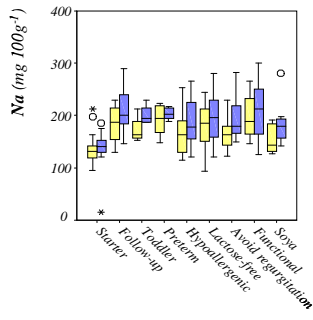 Na (mg 100g-1)
400
300
200
100
0
Starter
Follow-up
Toddler
Preterm
Hypoallergenic
Lactose-free
Avoid regurgitation
Functional
Soya